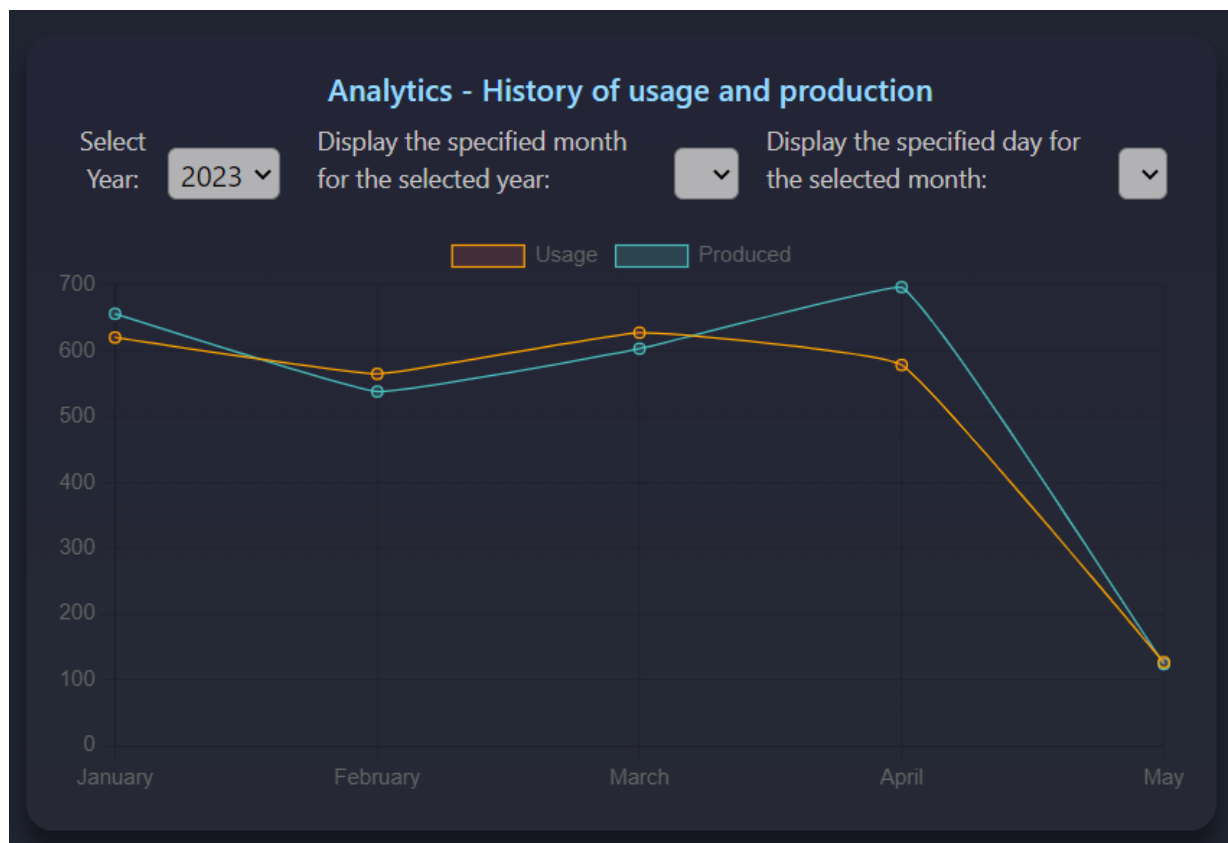 Analytics - History of usage and production
Select
Year:
2023
Display the specified month
for the selected year:
Display the specified day for
the selected month:
Usage
Produced
700
600
500
400
300
200
100
0
January
February
March
April
May